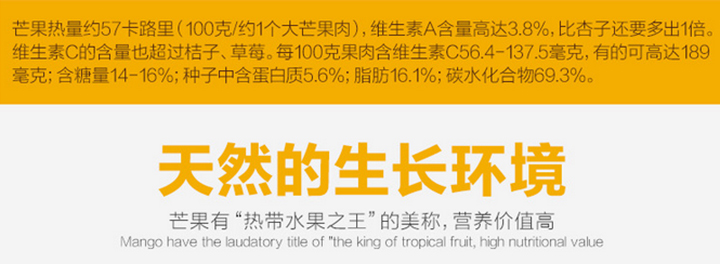 芒果热量约57卡路里（100克/约1个大芒果肉），维生素A含量高达3.8%，比杏子还要多出1倍。
维生素C的含量也超过桔子、草莓。每100克果肉含维生素C56.4-137.5毫克，有的可高达189
毫克；含糖量14-16%；种子中含蛋白质5.6%；脂肪16.1%；碳水化合物69.3%。
天然的生长环境
芒果有“热带水果之王”的美称，营养价值高
Mango have the laudatory title of "the king of tropical fruit, high nutritional value